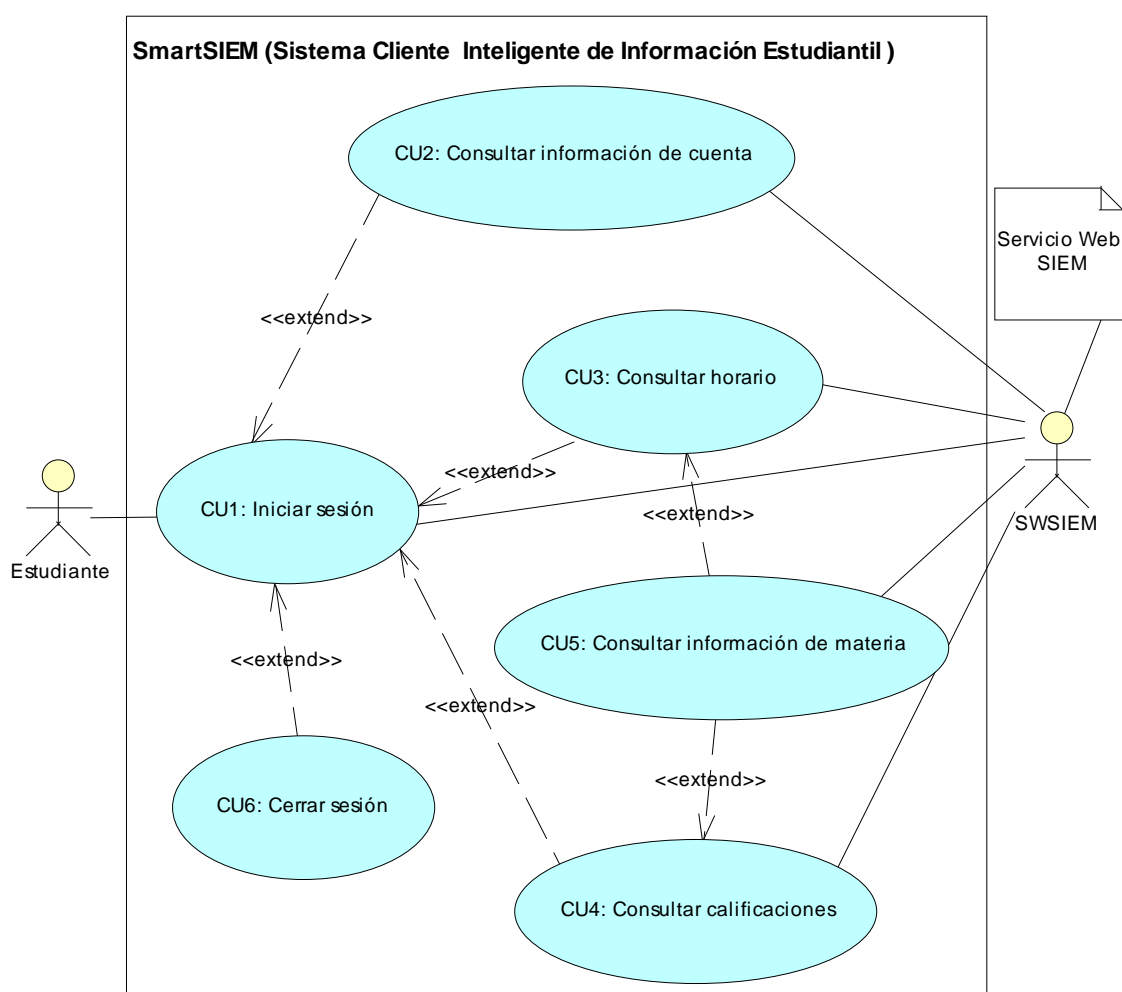 SmartSIEM (Sistema Cliente  Inteligente de Información Estudiantil )
CU2: Consultar información de cuenta
Servicio Web
SIEM
<<extend>>
CU3: Consultar horario
<<extend>>
CU1: Iniciar sesión
<<extend>>
SWSIEM
Estudiante
CU5: Consultar información de materia
<<extend>>
<<extend>>
<<extend>>
CU6: Cerrar sesión
CU4: Consultar calificaciones